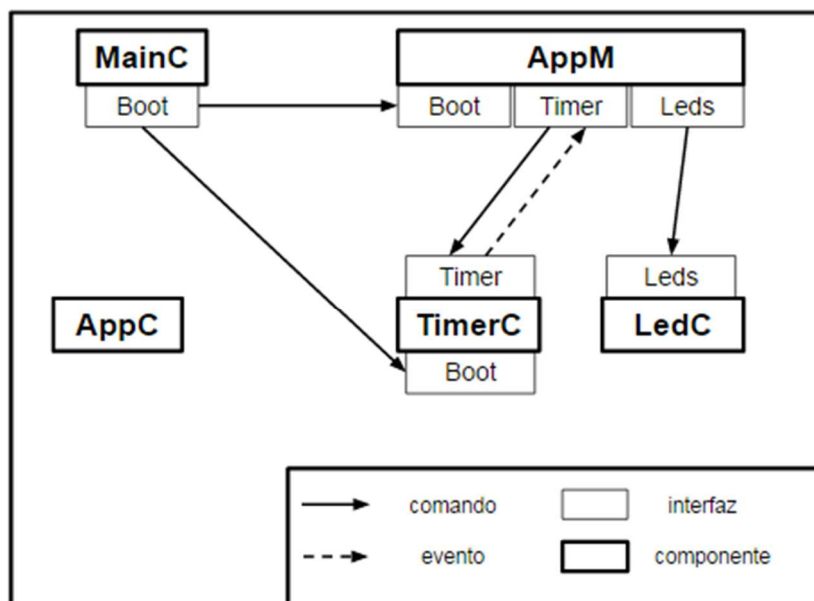 MainC
AppM
Boot
Boot
Timer
Leds
Timer
Leds
AppC
TimerC
LedC
Boot
comando
interfaz
evento
componente